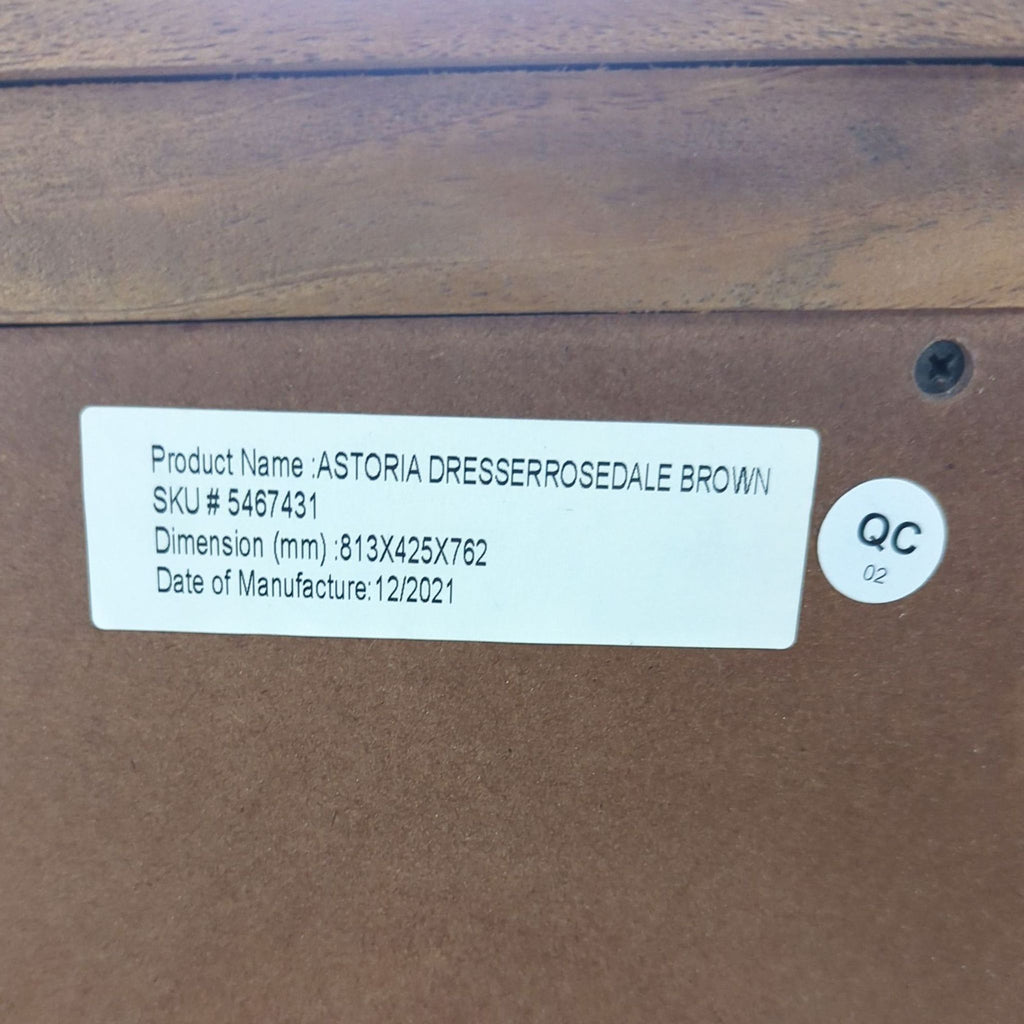 Product Name :ASTORIA DRESSERROSEDALE BROWN
SKU # 5467431
Dimension (mm) :813X425X762
Date of Manufacture:12/2021
QC
02